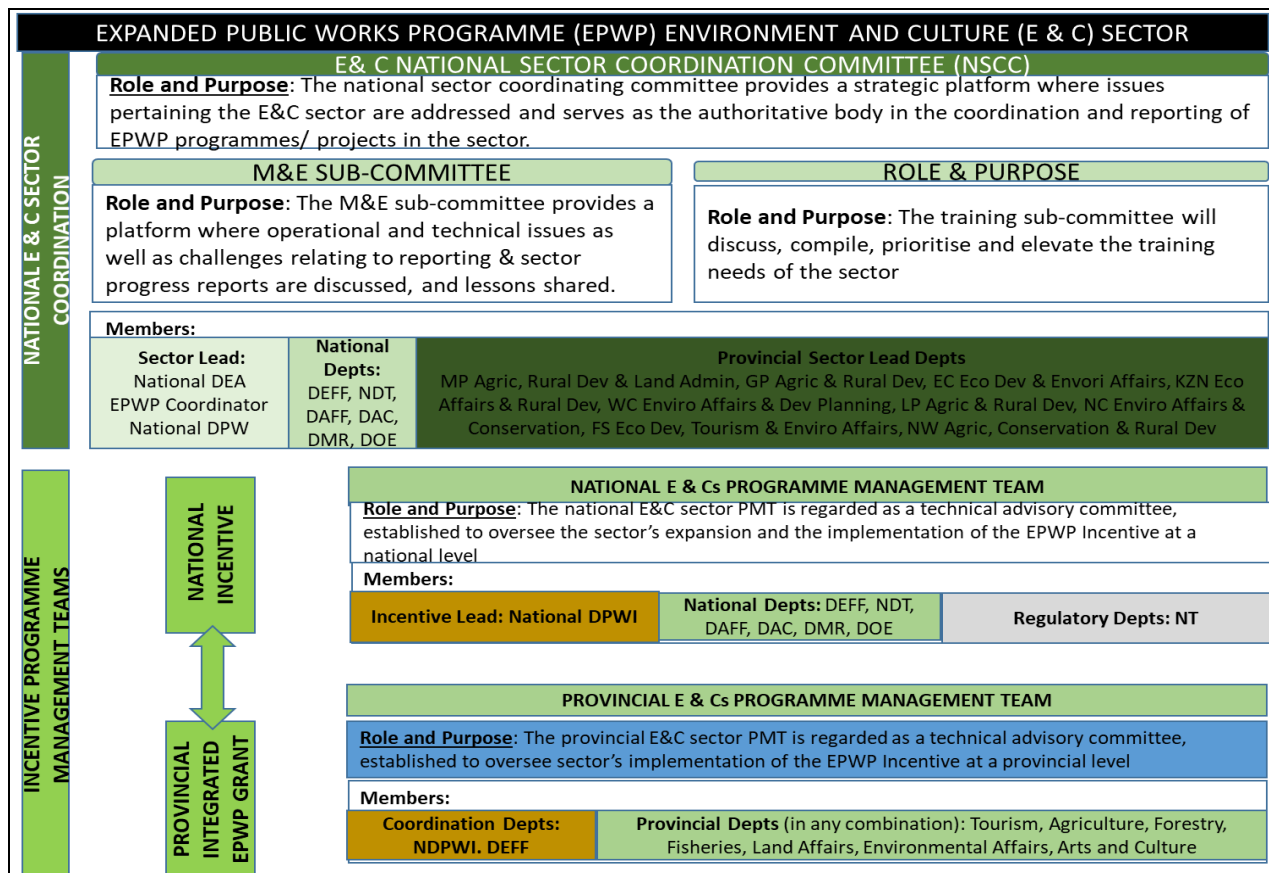 EXPANDED PUBLIC WORKS PROGRAMME (EPWP) ENVIRONMENT AND CULTURE (E & C) SECTOR
NATIONAL E & C SECTOR
COORDINATION
E& C NATIONAL SECTOR COORDINATION COMMITTEE (NSCC)
Role and Purpose: The national sector coordinating committee provides a strategic platform where issues
pertaining the E&C sector are addressed and serves as the authoritative body in the coordination and reporting of
EPWP programmes/ projects in the sector.
M&E SUB-COMMITTEE
Role and Purpose: The M&E sub-committee provides a
platform where operational and technical issues as
well as challenges relating to reporting & sector
progress reports are discussed, and lessons shared.
ROLE & PURPOSE
Role and Purpose: The training sub-committee will
discuss, compile, prioritise and elevate the training
needs of the sector
Members:
Sector Lead:
National DEA
EPWP Coordinator
National DPW
National
Depts:
DEFF, NDT,
DAFF, DAC,
DMR, DOE
Provincial Sector Lead Depts
MP Agric, Rural Dev & Land Admin, GP Agric & Rural Dev, EC Eco Dev & Envori Affairs, KZN Eco
Affairs & Rural Dev, WC Enviro Affairs & Dev Planning, LP Agric & Rural Dev, NC Enviro Affairs &
Conservation, FS Eco Dev, Tourism & Enviro Affairs, NW Agric, Conservation & Rural Dev
INCENTIVE PROGRAMME
MANAGEMENT TEAMS
NATIONAL
INCENTIVE
NATIONAL E & Cs PROGRAMME MANAGEMENT TEAM
Role and Purpose: The national E&C sector PMT is regarded as a technical advisory committee,
established to oversee the sector's expansion and the implementation of the EPWP Incentive at a
national level
Members:
Incentive Lead: National DPWI
National Depts: DEFF, NDT,
DAFF, DAC, DMR, DOE
Regulatory Depts: NT
PROVINCIAL
INTEGRATED
EPWP GRANT
PROVINCIAL E & Cs PROGRAMME MANAGEMENT TEAM
Role and Purpose: The provincial E&C sector PMT is regarded as a technical advisory committee,
established to oversee sector's implementation of the EPWP Incentive at a provincial level
Members:
Coordination Depts:
NDPWI. DEFF
Provincial Depts (in any combination): Tourism, Agriculture, Forestry,
Fisheries, Land Affairs, Environmental Affairs, Arts and Culture